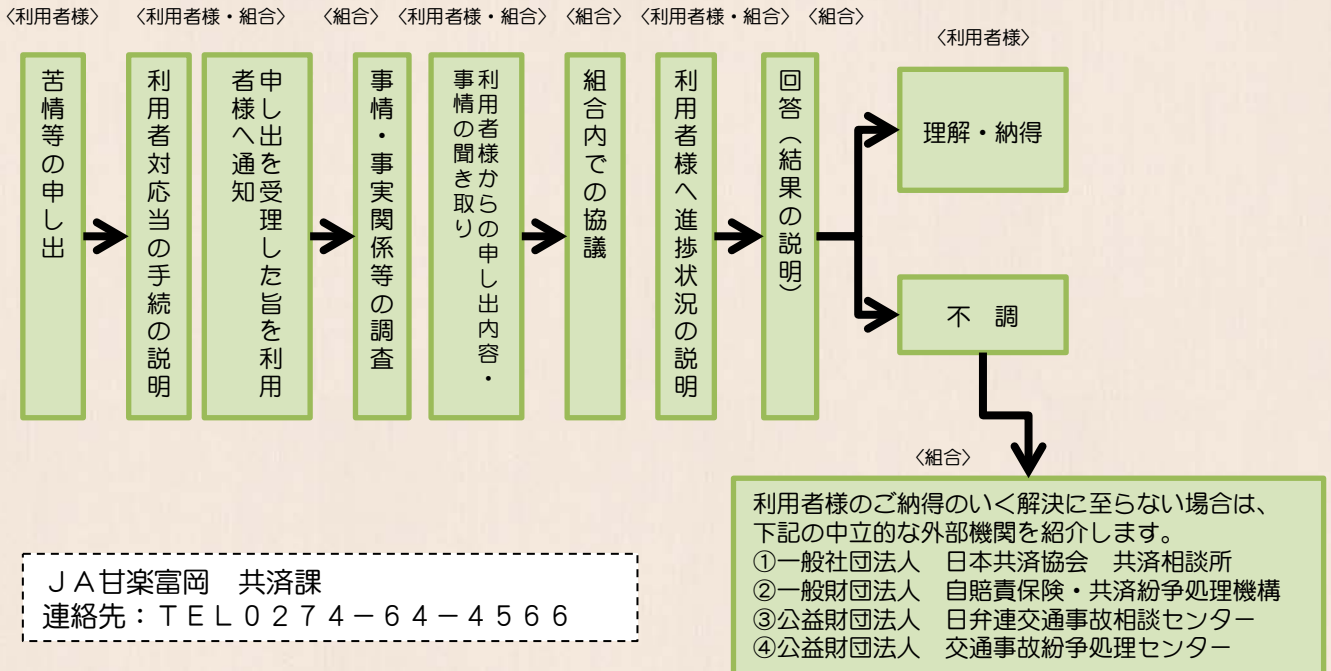 〈利用者様〉
〈利用者様・組合〉
〈組合〉
〈利用者様・組合〉
〈組合〉
〈利用者様・組合〉
〈組合〉
〈利用者様〉
苦情等の申し出
利用者対応当の手続の説明
申し出を受理した旨を利用
者様へ通知
事情・事実関係等の調査
利用者様からの申し出内容・
事情の聞き取り
組合内での協議
利用者様へ進捗状況の説明
回答（結果の説明）
理解・納得
不　調
〈組合〉
利用者様のご納得のいく解決に至らない場合は、
下記の中立的な外部機関を紹介します。
①一般社団法人　日本共済協会　共済相談所
②一般財団法人　自賠責保険・共済紛争処理機構
③公益財団法人　日弁連交通事故相談センター
④公益財団法人　交通事故紛争処理センター
ＪＡ甘楽富岡　共済課
連絡先：ＴＥＬ０２７４－６４－４５６６